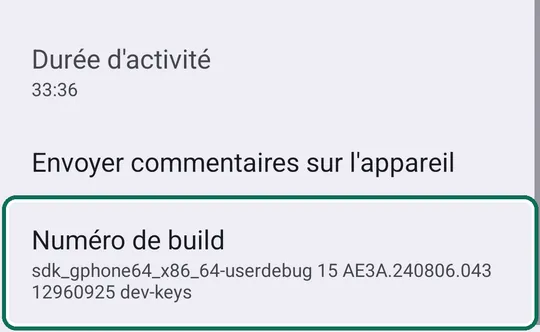 Durée d'activité
33:36
Envoyer commentaires sur l'appareil
Numéro de build
sdk_gphone64_x86_64-userdebug 15 AE3A.240806.043
12960925 dev-keys